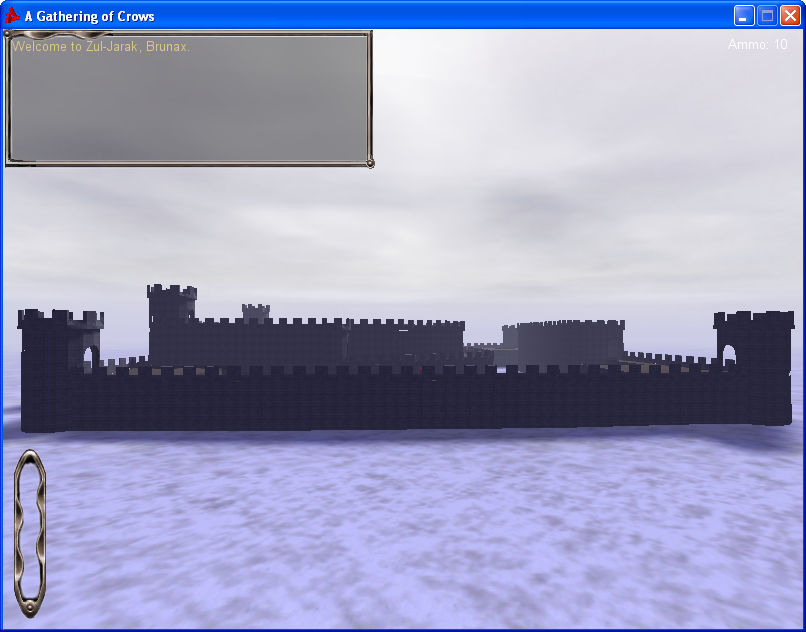 A Gathering of Crows
Welcome to Zul-Jarak, Brunax.
Ammo: 10